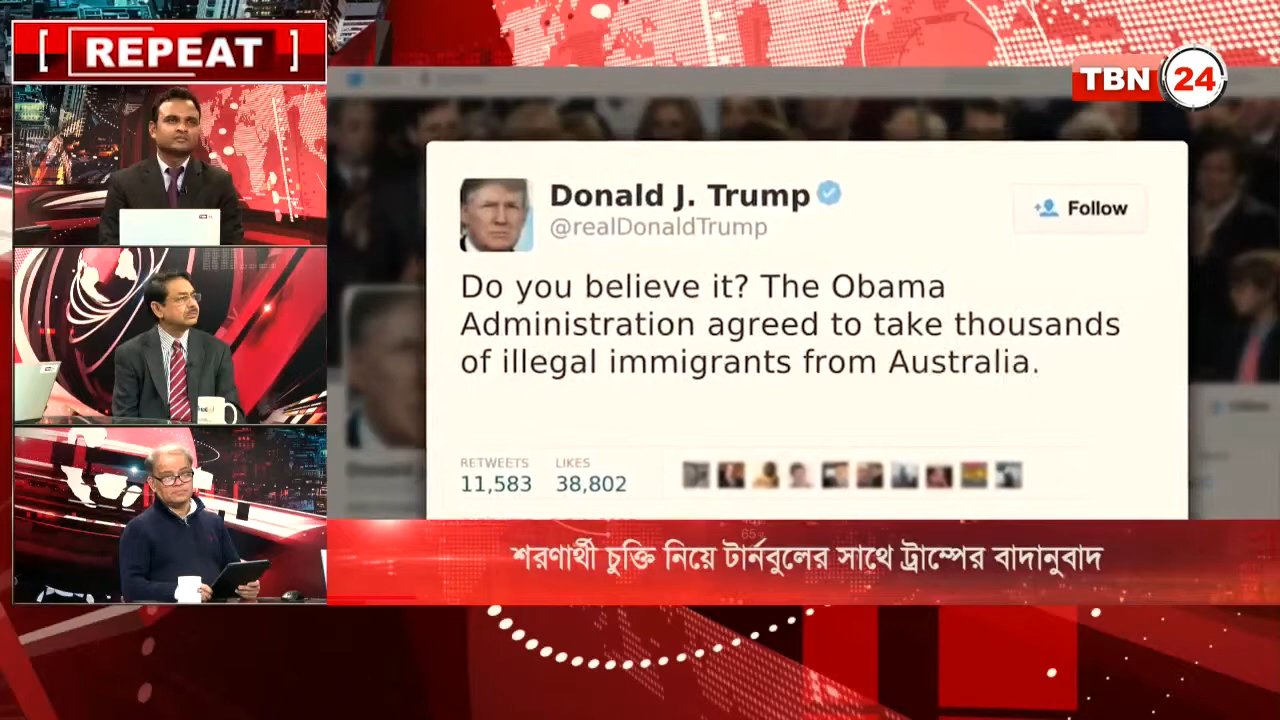 [ REPEAT ]
TBN 24
Donald J. Trump
@realDonaldTrump
Follow
Do you believe it? The Obama
Administration agreed to take thousands
of illegal immigrants from Australia.
RETWEETS LIKES
11,583 38,802
শরণার্থী চুক্তি নিয়ে টার্নবুলের সাথে ট্রাম্পের বাদানুবাদ